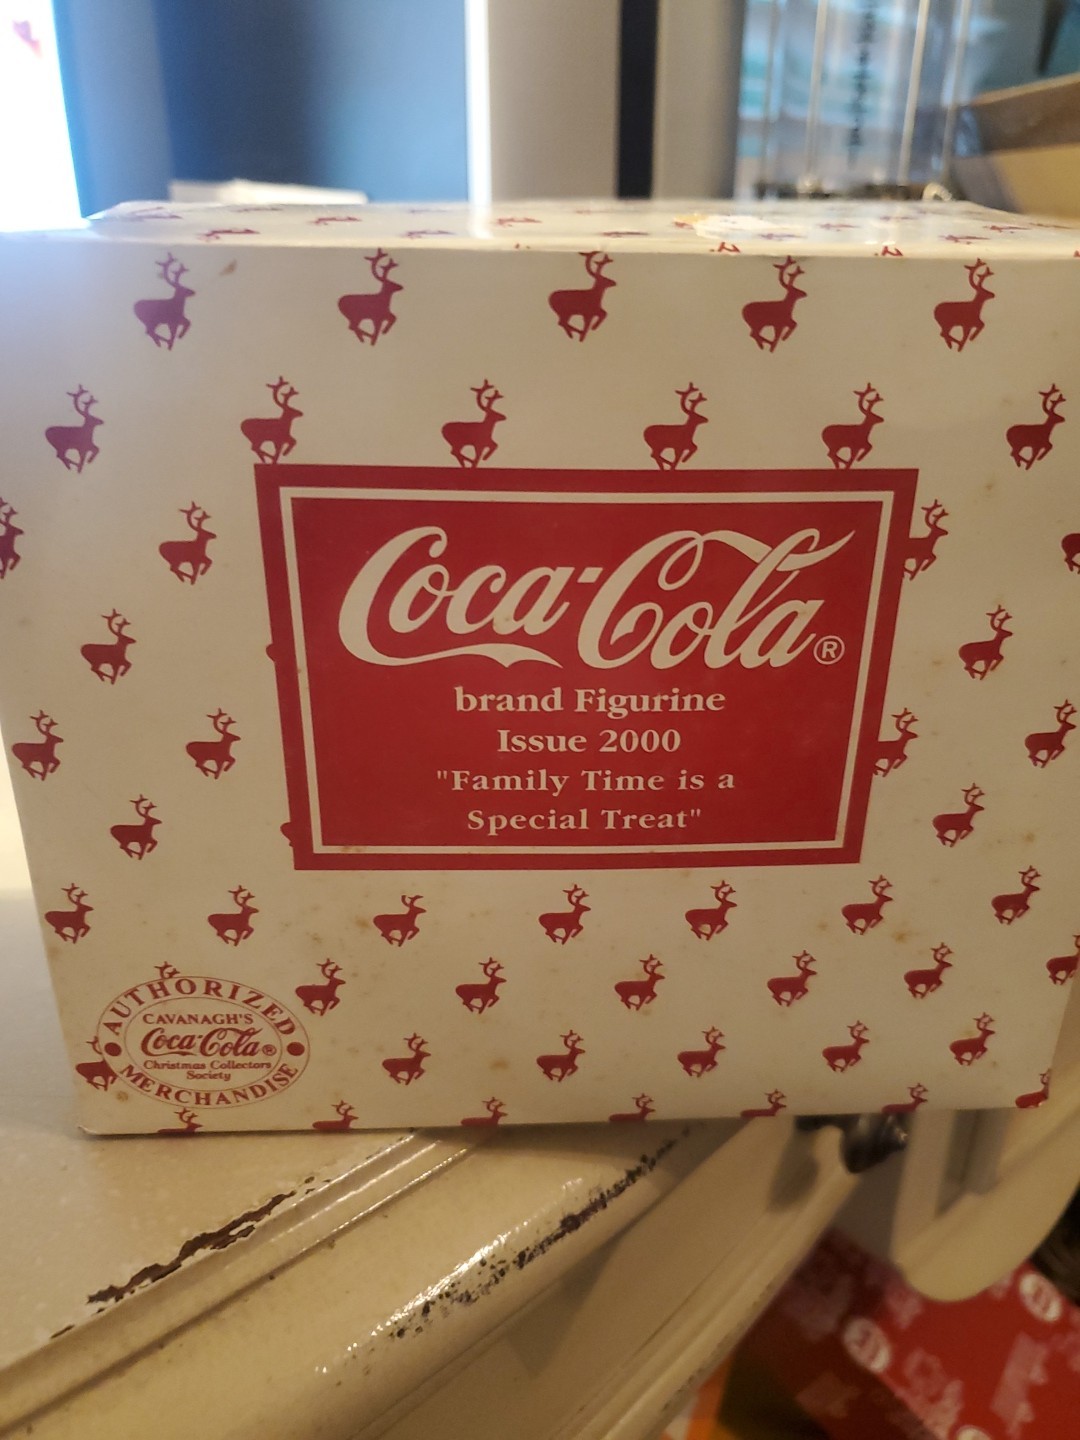 Coca-Cola®
brand Figurine
Issue 2000
"Family Time is a
Special Treat"
AUTHORIZED
CAVANAGH'S
Coca-Cola®
Christmas Collectors
Society
MERCHANDISE